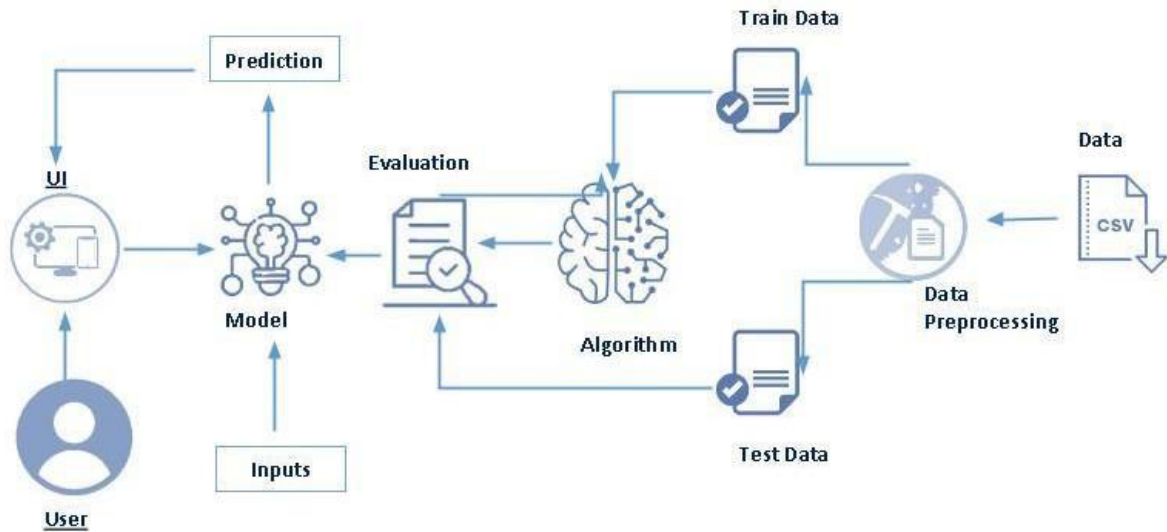 Train Data
Prediction
Data
Evaluation
UI
CSV
Model
Data
Preprocessing
Algorithm
Test Data
Inputs
User